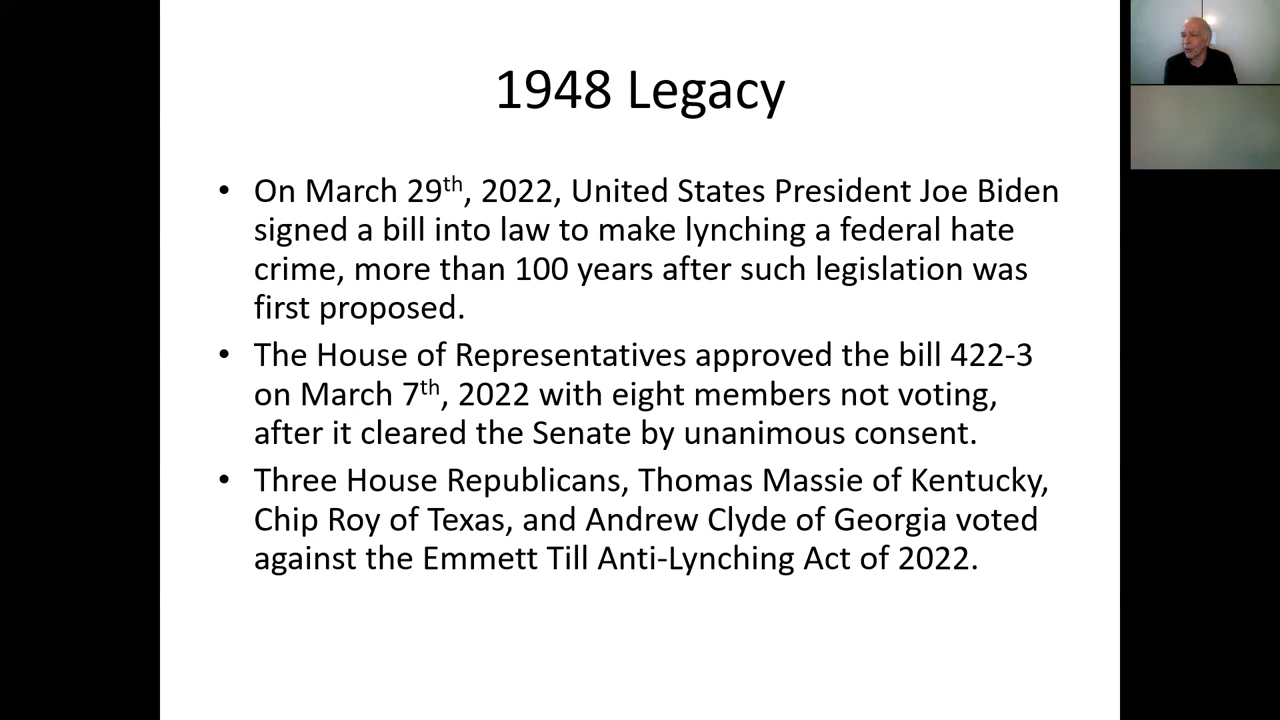 1948 Legacy
• On March 29th, 2022, United States President Joe Biden
signed a bill into law to make lynching a federal hate
crime, more than 100 years after such legislation was
first proposed.
• The House of Representatives approved the bill 422-3
on March 7th, 2022 with eight members not voting,
after it cleared the Senate by unanimous consent.
• Three House Republicans, Thomas Massie of Kentucky,
Chip Roy of Texas, and Andrew Clyde of Georgia voted
against the Emmett Till Anti-Lynching Act of 2022.